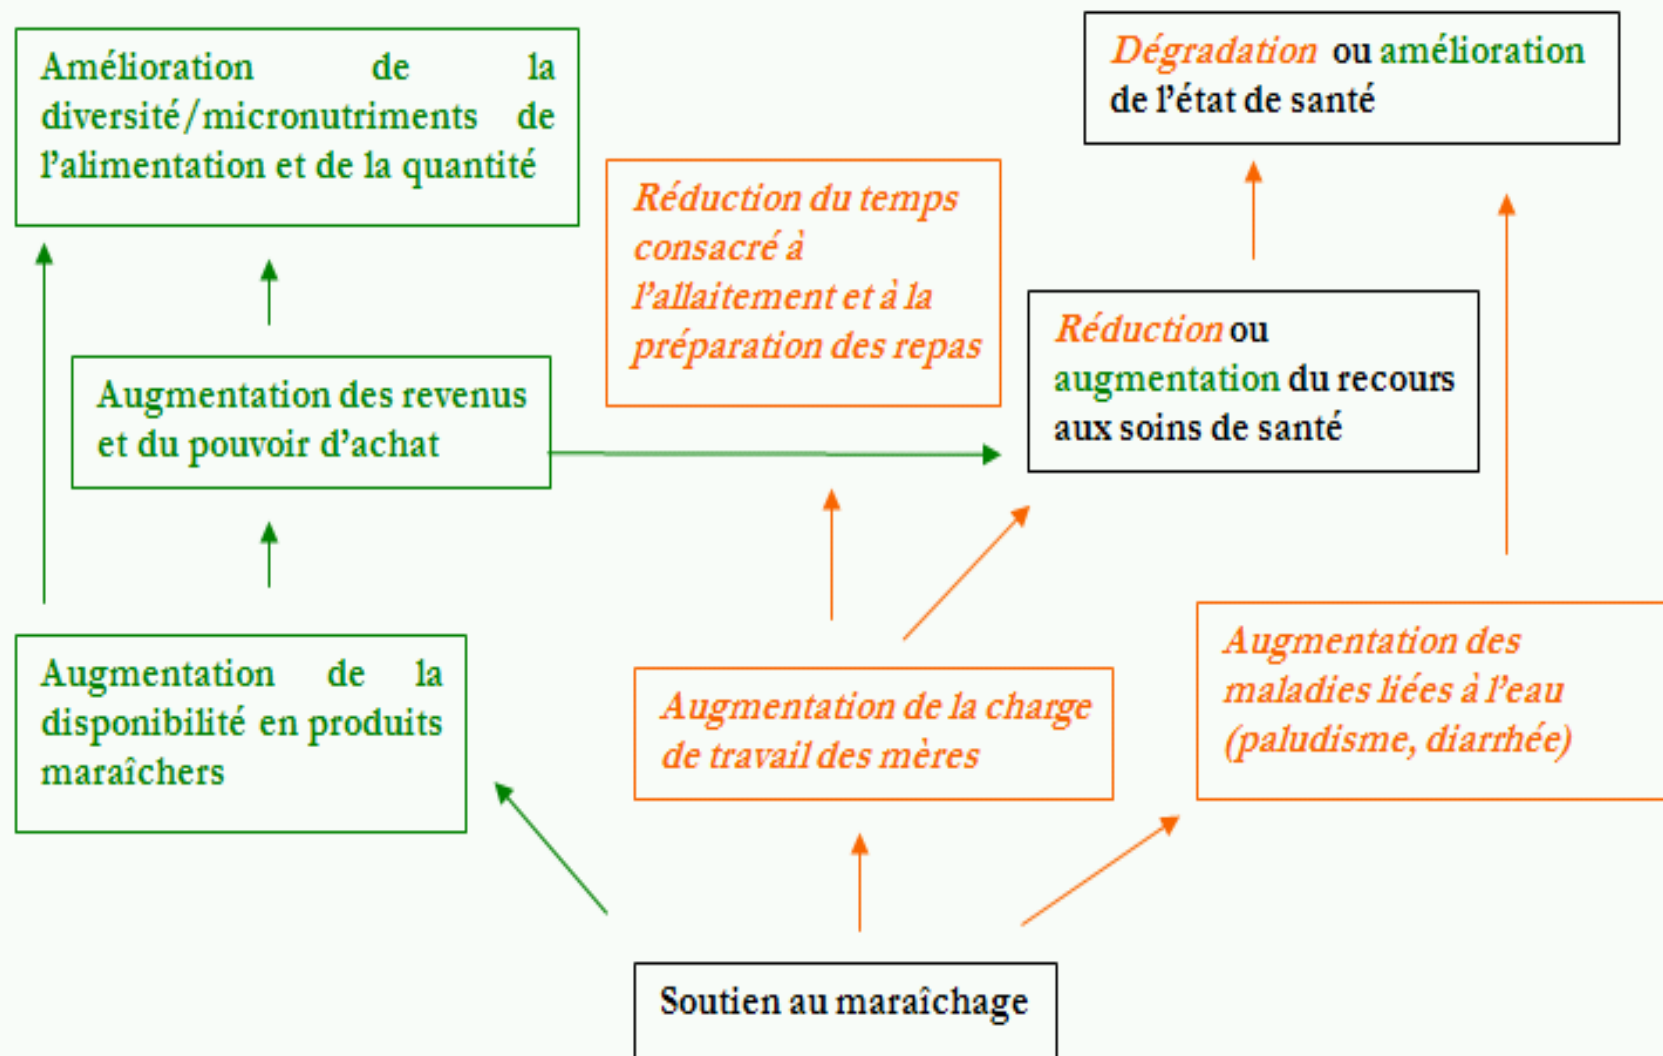 Amélioration de la
diversité/micronutriments de
l'alimentation et de la quantité
Dégradation ou amélioration
de l'état de santé
Réduction du temps
consacré à
l'allaitement et à la
préparation des repas
Réduction ou
augmentation du recours
aux soins de santé
Augmentation des revenus
et du pouvoir d'achat
Augmentation de la
disponibilité en produits
maraîchers
Augmentation de la charge
de travail des mères
Augmentation des
maladies liées à l'eau
(paludisme, diarrhée)
Soutien au maraîchage